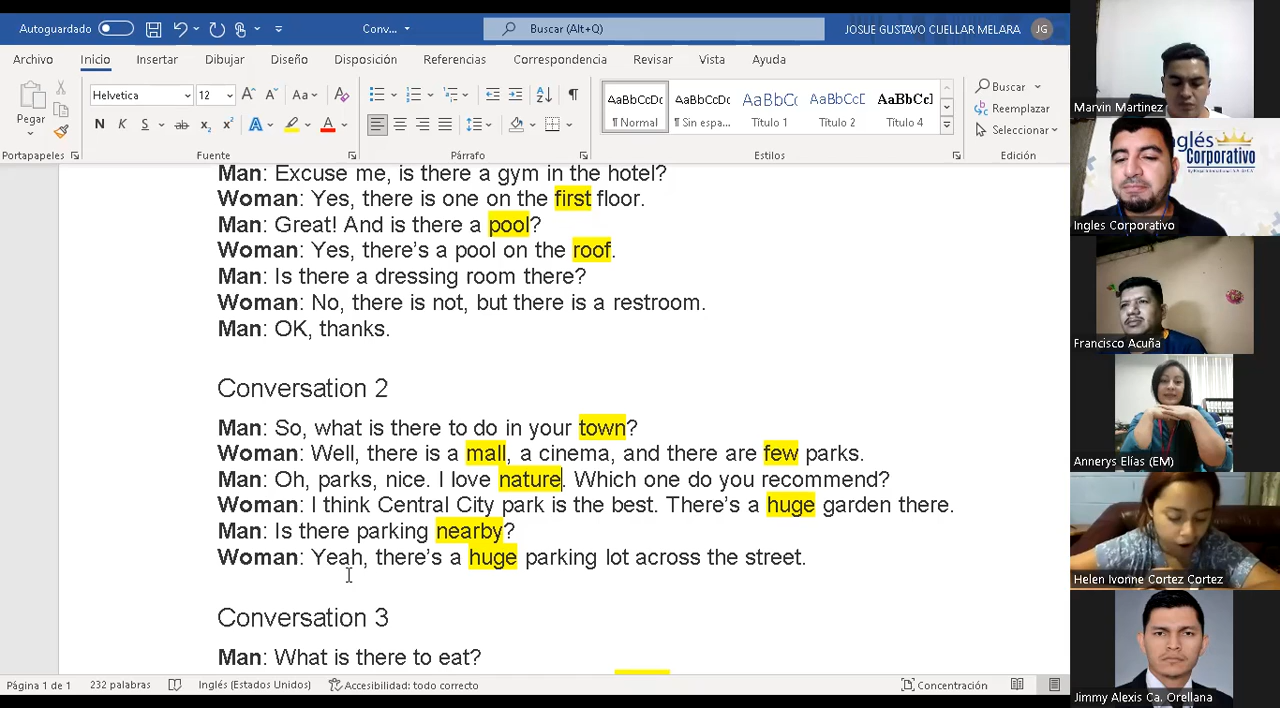 Autoguardado
Conv...
Buscar (Alt+Q)
JOSUE GUSTAVO CUELLAR MELARA
JG
Archivo
Inicio
Insertar
Dibujar
Diseño
Disposición
Referencias
Correspondencia
Revisar
Vista
Ayuda
Pegar
Portapapeles
Helvetica
12
Aa
N K S ab x₂ x² A A
Fuente
Párrafo
AaBbCcDc
¶ Normal
AaBbCcDc
¶ Sin espa...
AaBbC(
Título 1
AaBbCcE
Título 2
AaBbCc1
Título 4
Estilos
Buscar
Reemplazar
Seleccionar
Edición
Man: Excuse me, is there a gym in the hotel?
Woman: Yes, there is one on the first floor.
Man: Great! And is there a pool?
Woman: Yes, there's a pool on the roof.
Man: Is there a dressing room there?
Woman: No, there is not, but there is a restroom.
Man: OK, thanks.
Conversation 2
Man: So, what is there to do in your town?
Woman: Well, there is a mall, a cinema, and there are few parks.
Man: Oh, parks, nice. I love nature. Which one do you recommend?
Woman: I think Central City park is the best. There's a huge garden there.
Man: Is there parking nearby?
Woman: Yeah, there's a huge parking lot across the street.
Conversation 3
Man: What is there to eat?
Página 1 de 1
232 palabras
Inglés (Estados Unidos)
Accesibilidad: todo correcto
Concentración
Marvin Martinez
Inglés
Corporativo
Ingles Corporativo
Francisco Acuña
Annerys Elías (EM)
Helen Ivonne Cortez Cortez
Jimmy Alexis Ca. Orellana